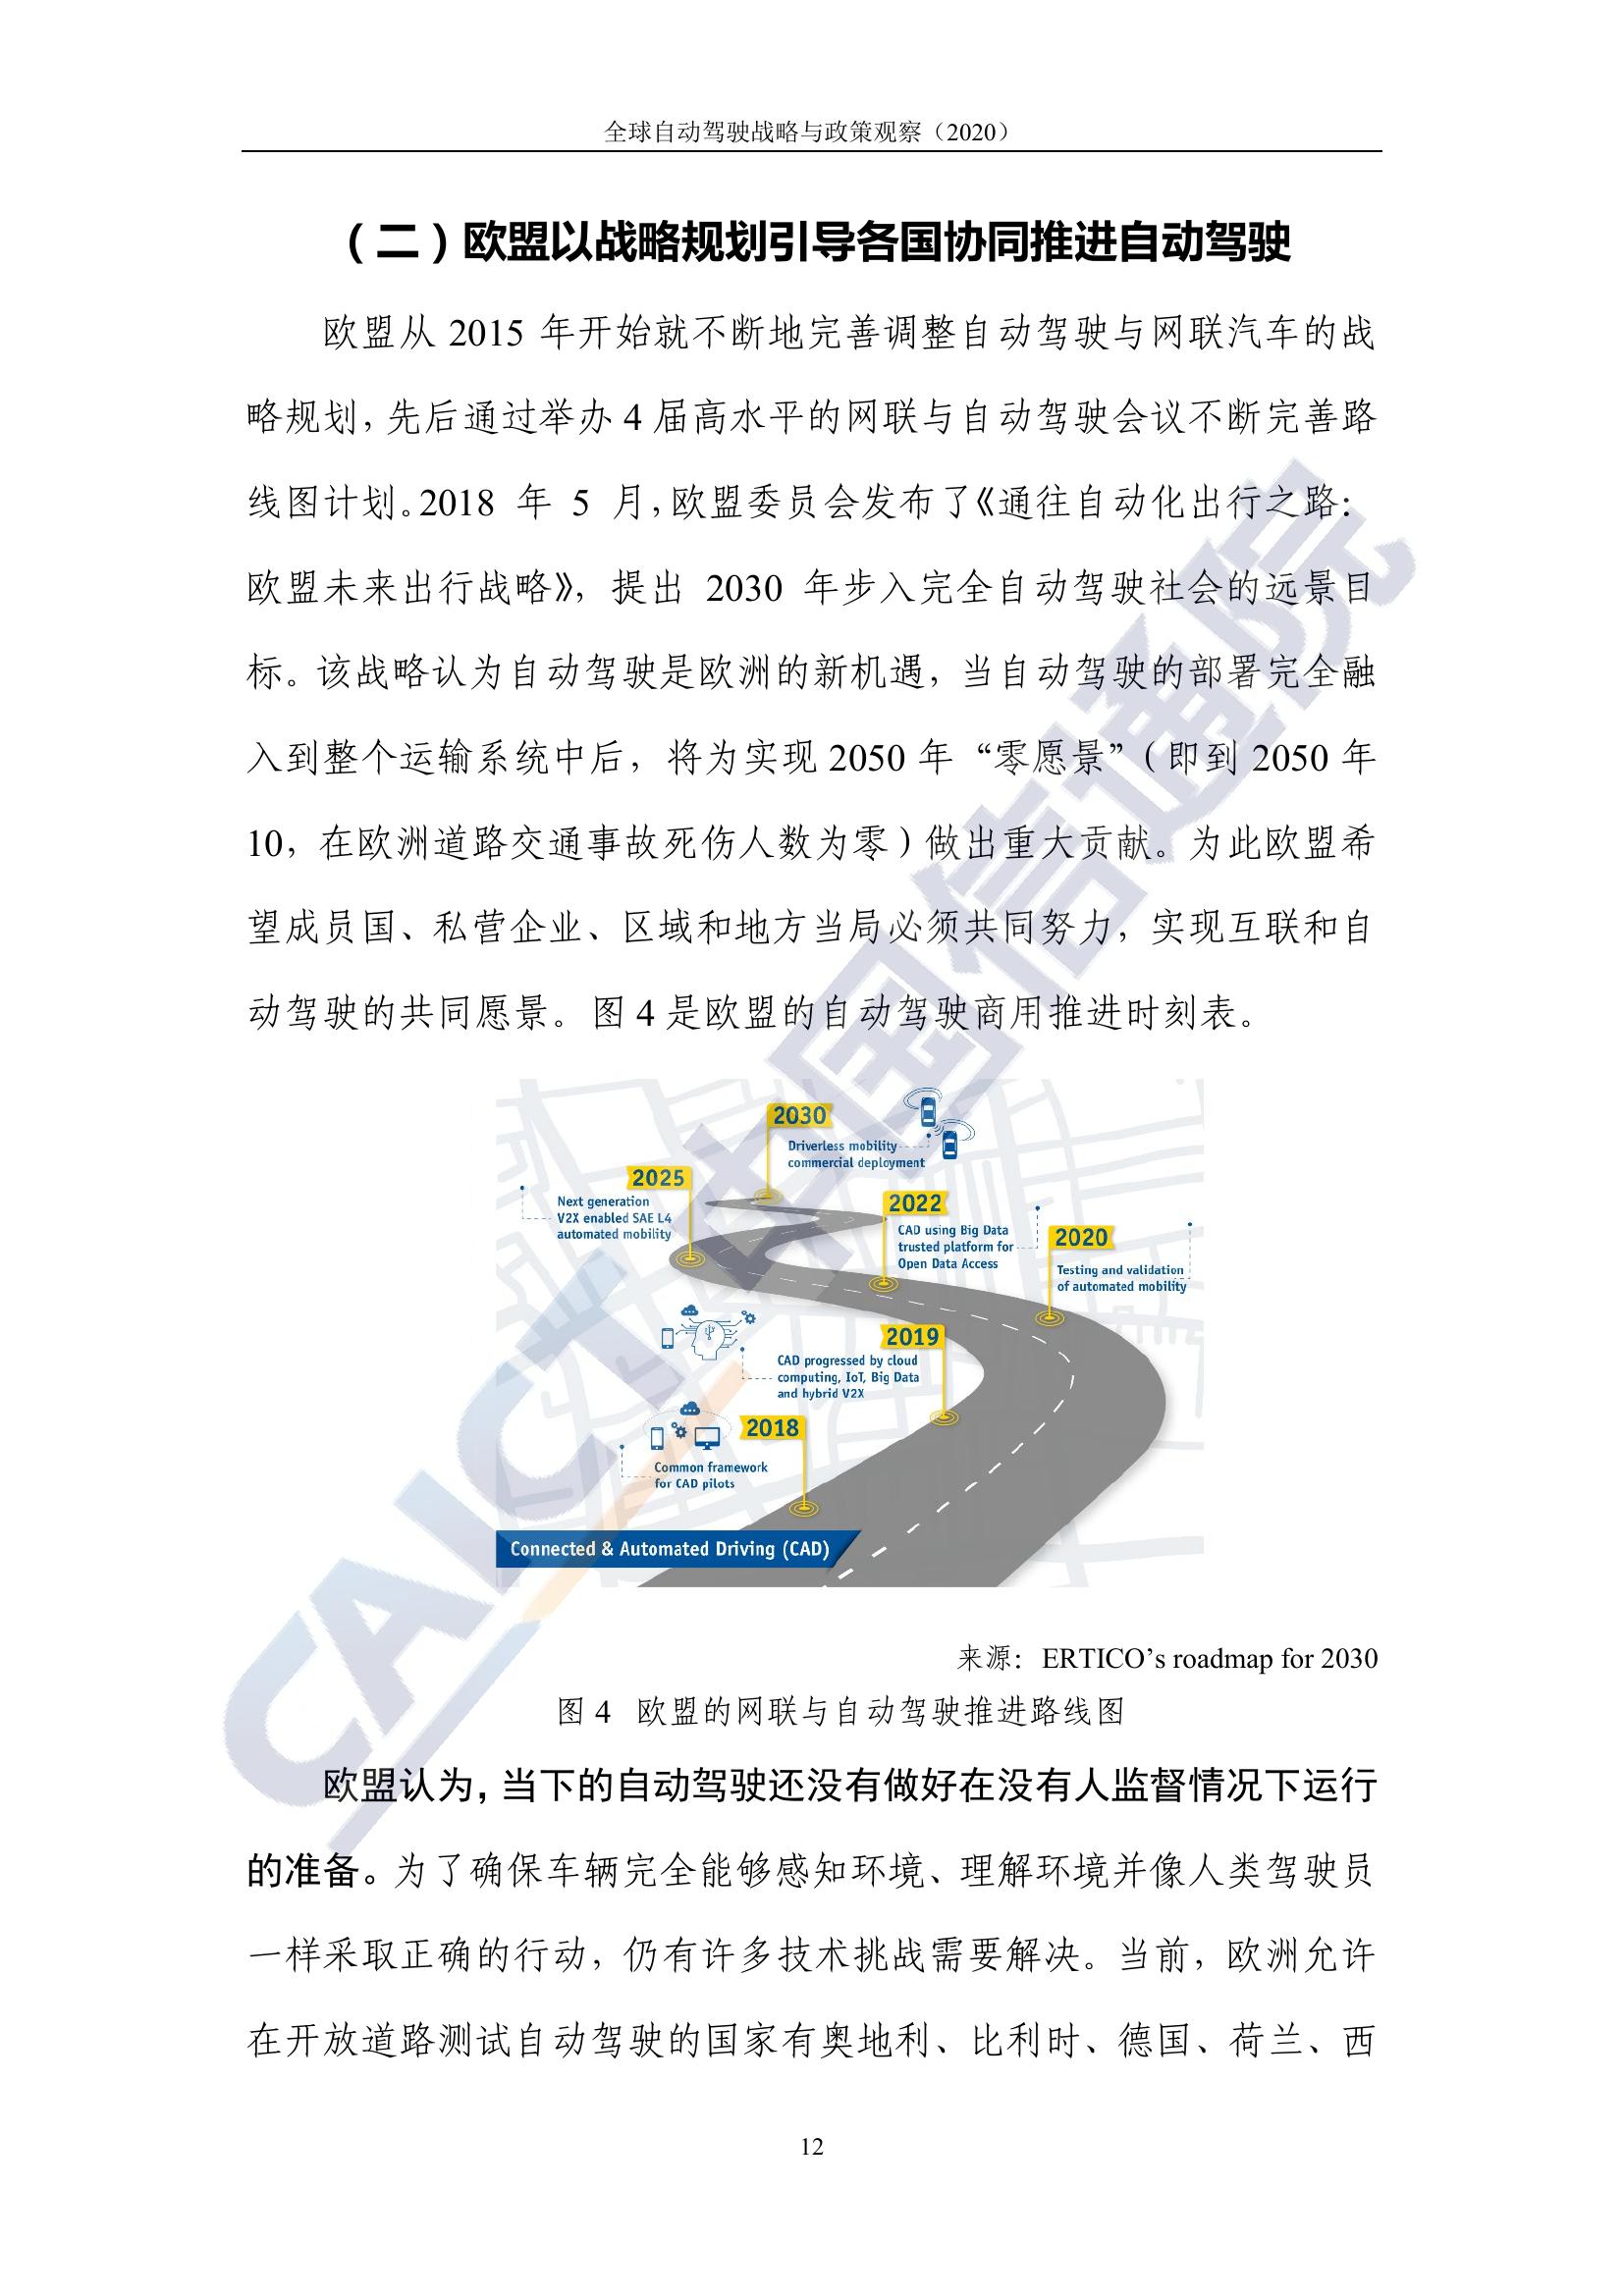 全球自动驾驶战略与政策观察（2020）
（二）欧盟以战略规划引导各国协同推进自动驾驶
欧盟从 2015 年开始就不断地完善调整自动驾驶与网联汽车的战
略规划，先后通过举办 4 届高水平的网联与自动驾驶会议不断完善路
线图计划。2018 年 5 月，欧盟委员会发布了《通往自动化出行之路：
欧盟未来出行战略》，提出 2030 年步入完全自动驾驶社会的远景目
标。该战略认为自动驾驶是欧洲的新机遇，当自动驾驶的部署完全融
入到整个运输系统中后，将为实现 2050 年“零愿景”（即到 2050 年
10，在欧洲道路交通事故死伤人数为零）做出重大贡献。为此欧盟希
望成员国、私营企业、区域和地方当局必须共同努力，实现互联和自
动驾驶的共同愿景。图 4 是欧盟的自动驾驶商用推进时刻表。
2030
Driverless mobility
commercial deployment
2025
Next generation
V2X enabled SAE L4
automated mobility
2022
CAD using Big Data
trusted platform for
Open Data Access
2020
Testing and validation
of automated mobility
2019
CAD progressed by cloud
computing, IoT, Big Data
and hybrid V2X
2018
Common framework
for CAD pilots
Connected & Automated Driving (CAD)
来源：ERTICO’s roadmap for 2030
图 4 欧盟的网联与自动驾驶推进路线图
欧盟认为，当下的自动驾驶还没有做好在没有人监督情况下运行
的准备。为了确保车辆完全能够感知环境、理解环境并像人类驾驶员
一样采取正确的行动，仍有许多技术挑战需要解决。当前，欧洲允许
在开放道路测试自动驾驶的国家有奥地利、比利时、德国、荷兰、西
12
CAICT 中国信通院